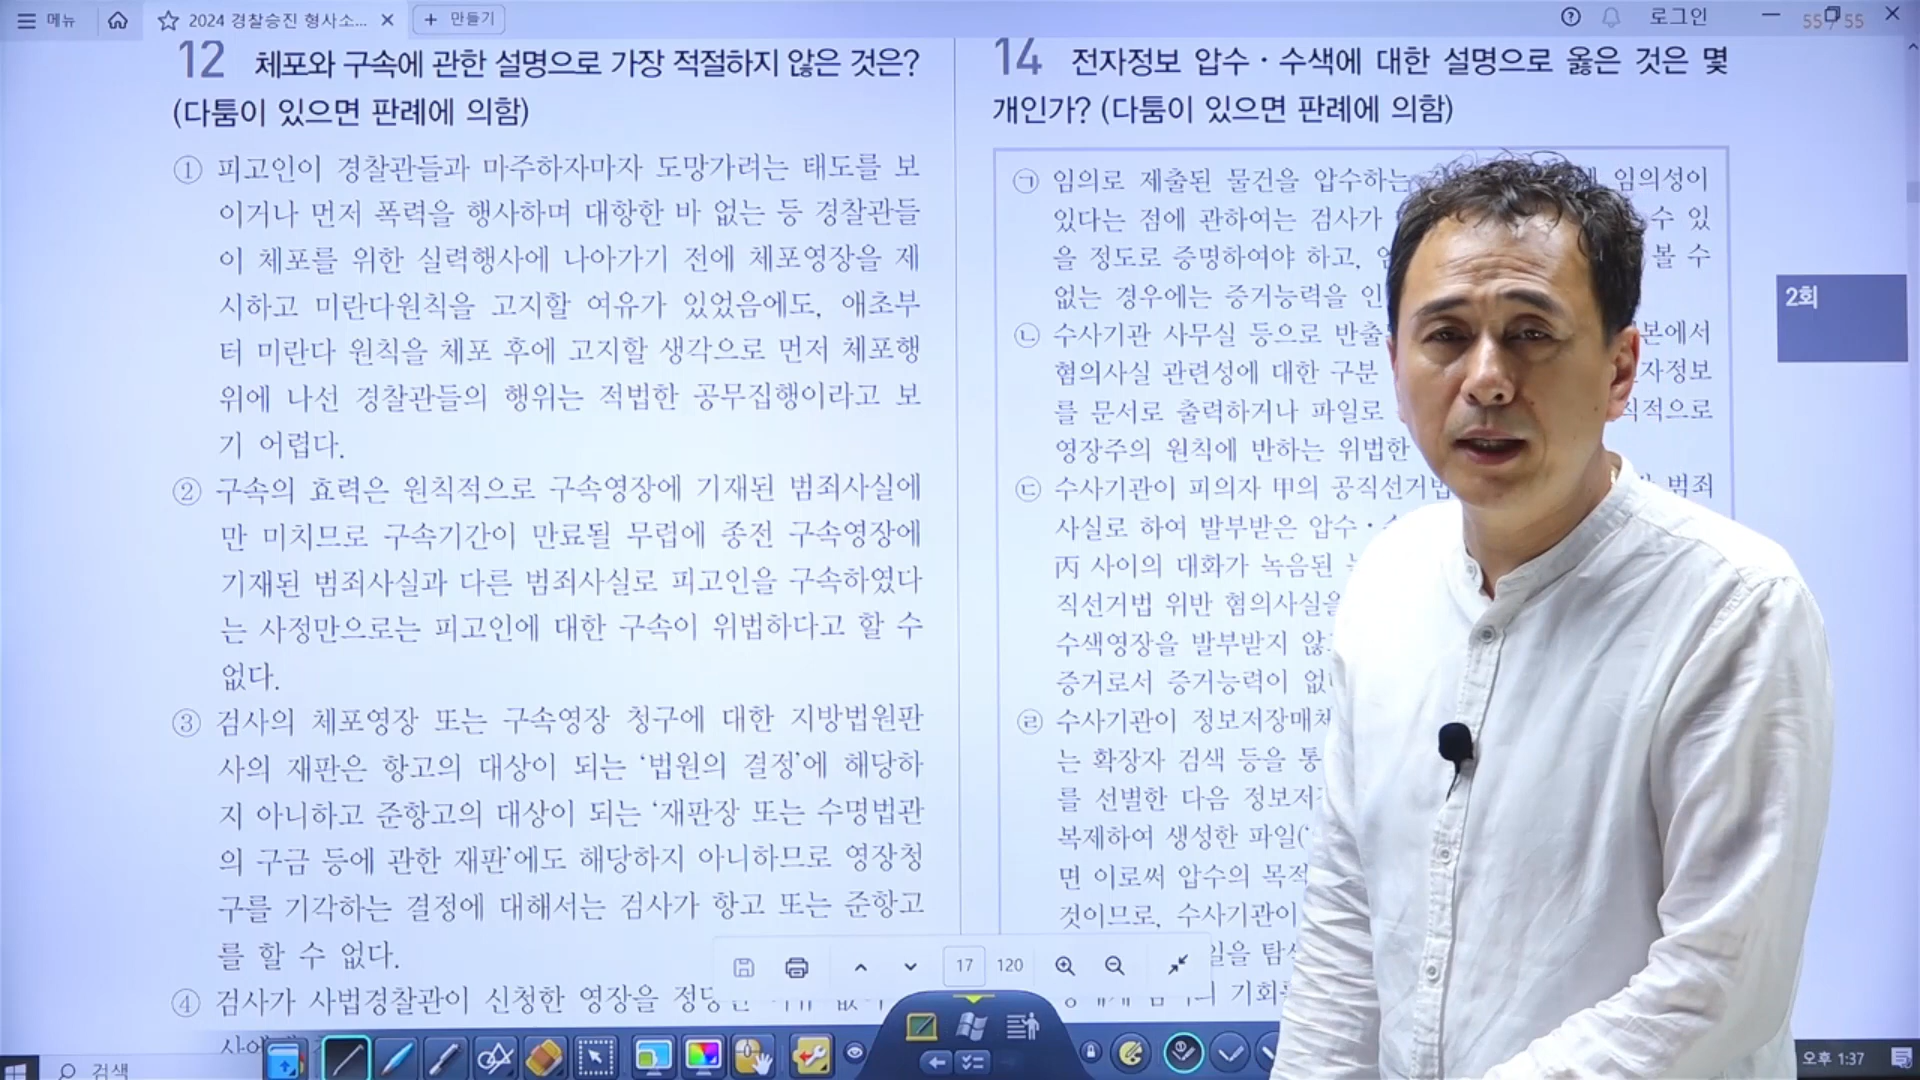 메뉴
2024 경찰승진 형사소...
만들기
로그인
55 / 55
12 체포와 구속에 관한 설명으로 가장 적절하지 않은 것은?
(다툼이 있으면 판례에 의함)
① 피고인이 경찰관들과 마주하자마자 도망가려는 태도를 보
이거나 먼저 폭력을 행사하며 대항한 바 없는 등 경찰관들
이 체포를 위한 실력행사에 나아가기 전에 체포영장을 제
시하고 미란다원칙을 고지할 여유가 있었음에도, 애초부
터 미란다 원칙을 체포 후에 고지할 생각으로 먼저 체포행
위에 나선 경찰관들의 행위는 적법한 공무집행이라고 보
기 어렵다.
② 구속의 효력은 원칙적으로 구속영장에 기재된 범죄사실에
만 미치므로 구속기간이 만료될 무렵에 종전 구속영장에
기재된 범죄사실과 다른 범죄사실로 피고인을 구속하였다
는 사정만으로는 피고인에 대한 구속이 위법하다고 할 수
없다.
③ 검사의 체포영장 또는 구속영장 청구에 대한 지방법원판
사의 재판은 항고의 대상이 되는 ‘법원의 결정’에 해당하
지 아니하고 준항고의 대상이 되는 ‘재판장 또는 수명법관
의 구금 등에 관한 재판’에도 해당하지 아니하므로 영장청
구를 기각하는 결정에 대해서는 검사가 항고 또는 준항고
를 할 수 없다.
④ 검사가 사법경찰관이 신청한 영장을
14 전자정보 압수·수색에 대한 설명으로 옳은 것은 몇
개인가? (다툼이 있으면 판례에 의함)
㉠ 임의로 제출된 물건을 압수하는 임의성이
있다는 점에 관하여는 검사가 수 있
을 정도로 증명하여야 하고, 볼 수
없는 경우에는 증거능력을
㉡ 수사기관 사무실 등으로 본에서
혐의사실 관련성에 대한 구분 자정보
를 문서로 출력하거나 파일로 적으로
영장주의 원칙에 반하는 위법한
㉢ 수사기관이 피의자 甲의 범죄
사실로 하여 발부받은 압수·
丙 사이의 대화가 녹음된
직선거법 위반 혐의사실을
수색영장을 발부받지
증거로서 증거능력이
㉣ 수사기관이 정보저장매체
는 확장자 검색 등을
를 선별한 다음
복제하여 생성한 파일(
면 이로써 압수의
것이므로, 수사기관이
기회
2회
17 120
검색
오후 1:37